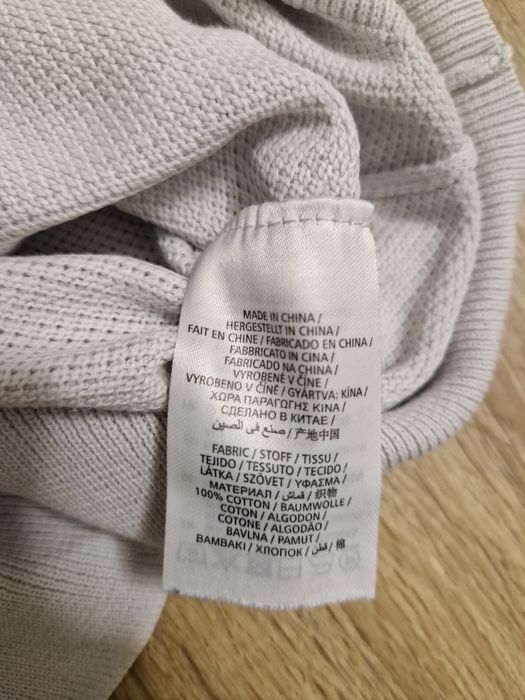 MADE IN CHINA /
HERGESTELLT IN CHINA /
FAIT EN CHINE / FABRICADO EN CHINA /
FABBRICATO IN CINA /
FABRICADO NA CHINA /
VYROBENÉ V ČÍNE /
VYROBENO V ČÍNĚ / GYÁRTVA: KÍNA /
ΧΩΡΑ ΠΑΡΑΓΩΓΗΣ ΚΙΝΑ /
СДЕЛАНО В КИТАЕ /
صنع في الصين / 产地中国
FABRIC / STOFF / TISSU /
TEJIDO / TESSUTO / TECIDO /
LÁTKA / SZÖVET / ΥΦΑΣΜΑ /
МАТЕРИАЛ / قماش / 织物
100% COTTON / BAUMWOLLE /
COTON / ALGODON /
COTONE / ALGODÃO /
BAVLNA / PAMUT /
BAMBAKI / ХЛОПОК / قطن / 棉